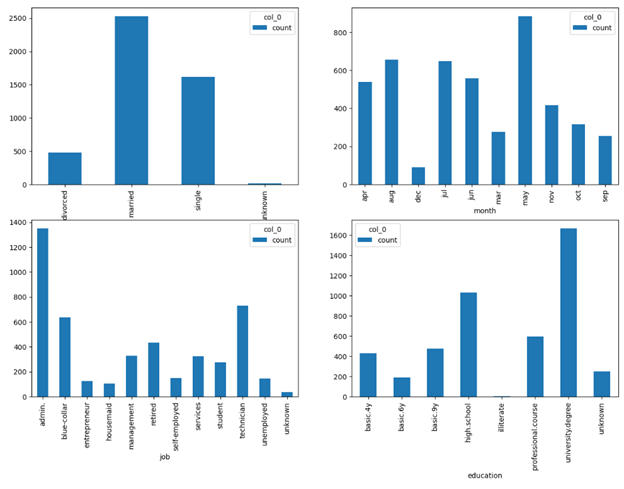 2500
2000
1500
1000
500
0
col_0
count
divorced
married
single
unknown
800
600
400
200
0
col_0
count
apr
aug
dec
jul
jun
mar
may
nov
oct
sep
month
1400
1200
1000
800
600
400
200
0
col_0
count
admin.
blue-collar
entrepreneur
housemaid
management
retired
self-employed
services
student
technician
unemployed
unknown
job
1600
1400
1200
1000
800
600
400
200
0
col_0
count
basic.4y
basic.6y
basic.9y
high.school
illiterate
professional.course
university.degree
unknown
education